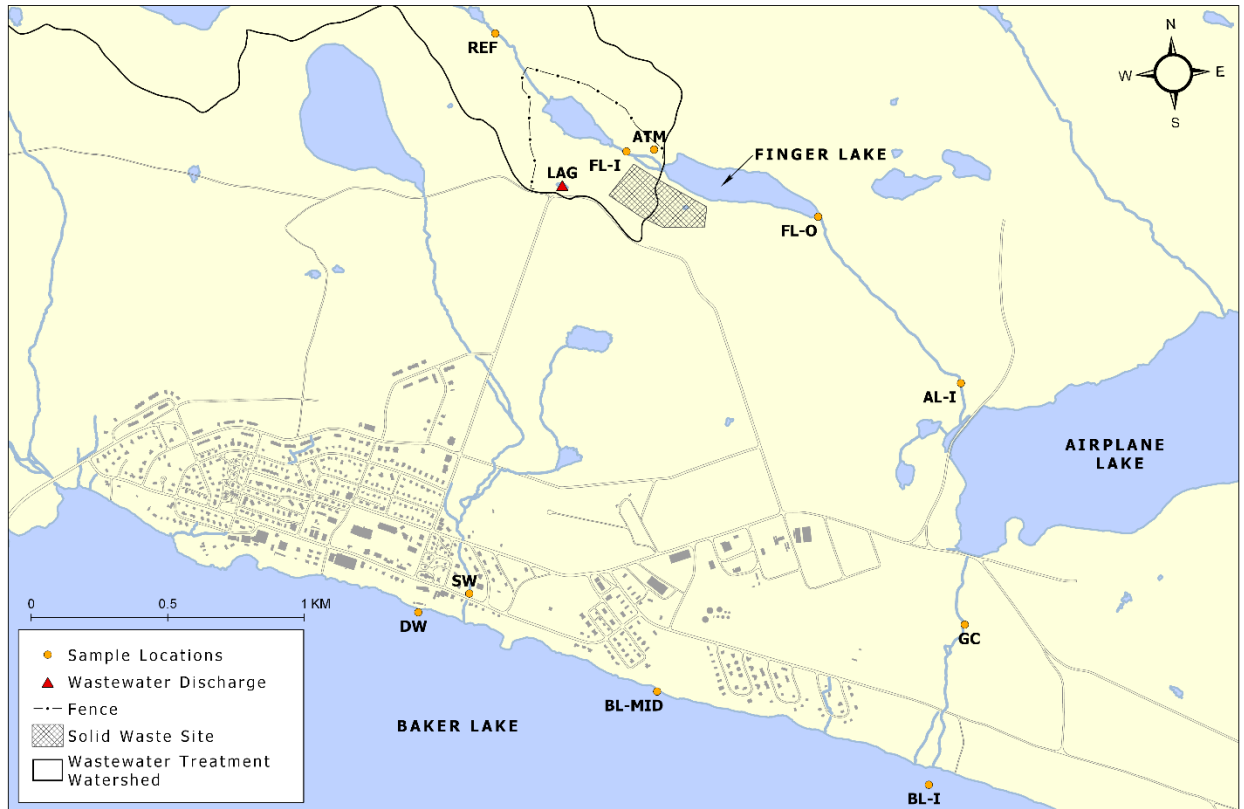 REF
N
W
E
S
ATM
FL-I
FINGER LAKE
LAG
FL-O
AL-I
AIRPLANE
LAKE
SW
0
0.5
1 KM
DW
GC
BL-MID
BAKER LAKE
BL-I
Sample Locations
Wastewater Discharge
Fence
Solid Waste Site
Wastewater Treatment
Watershed